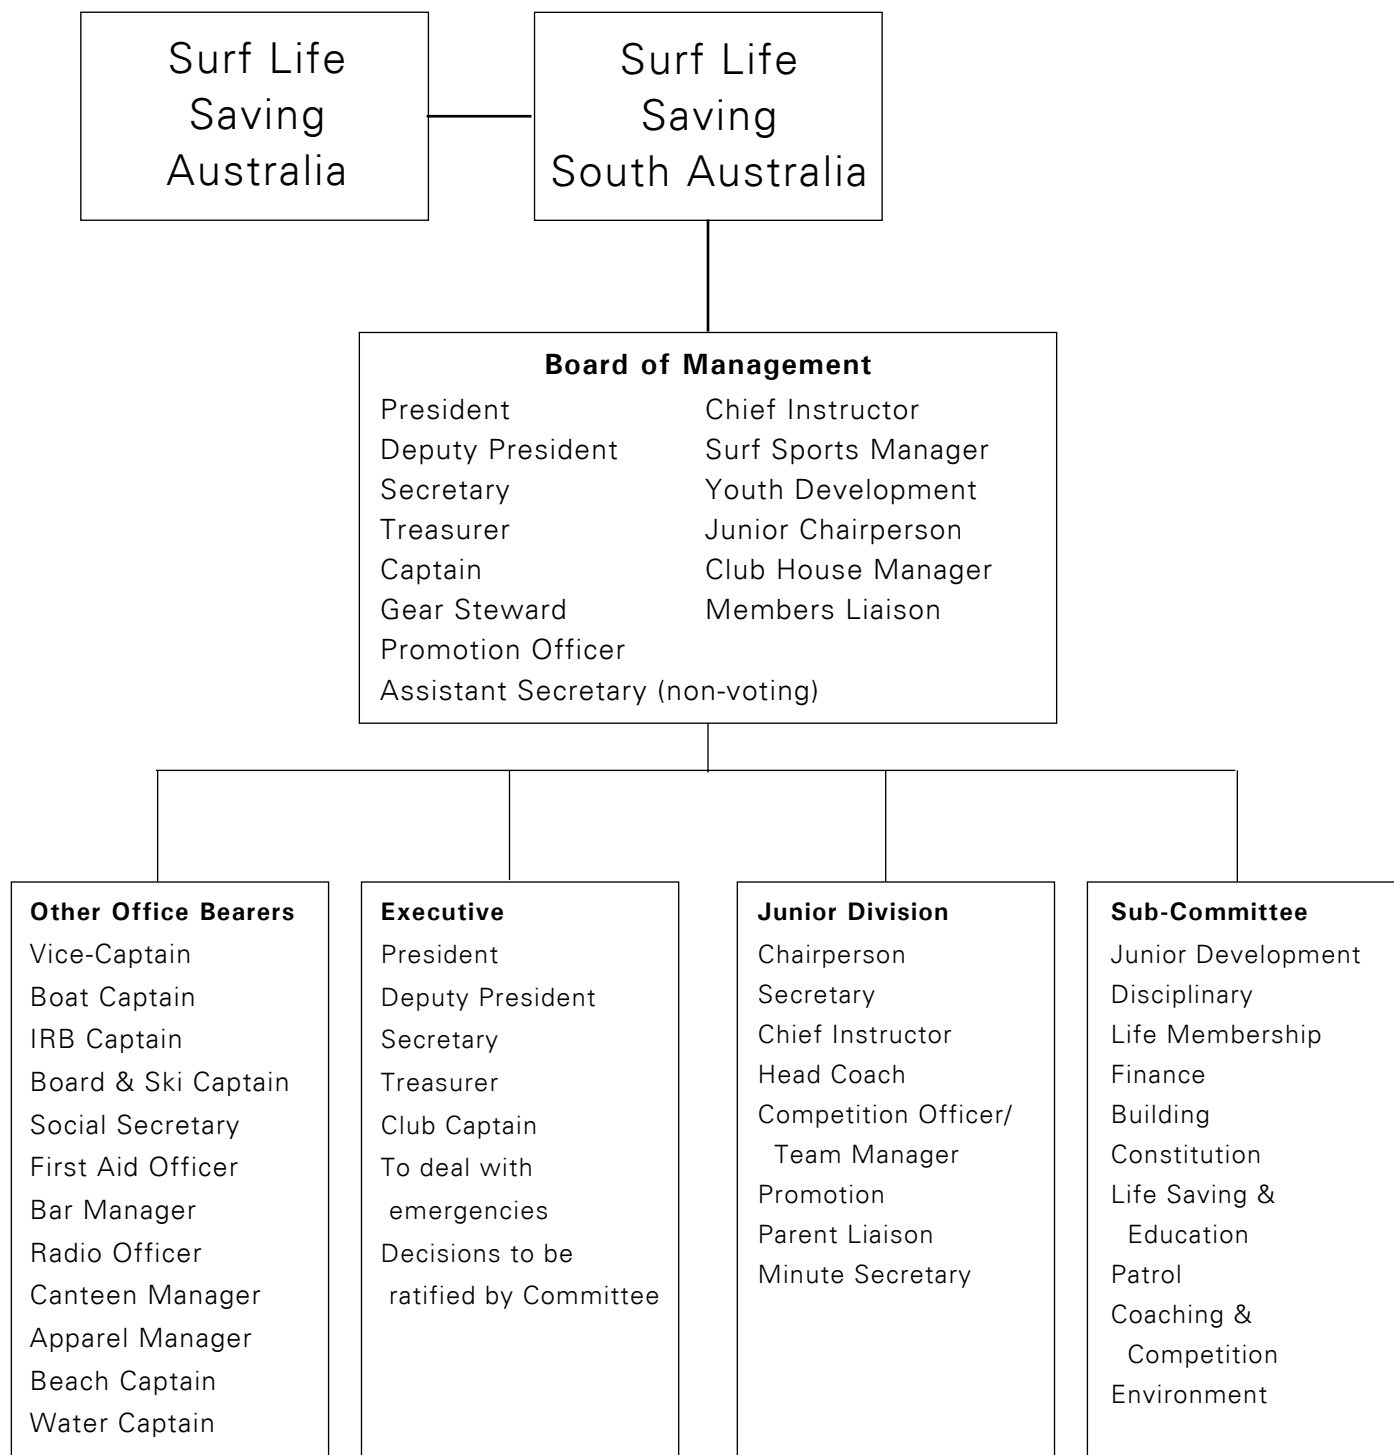 Surf Life
Saving
Australia
Surf Life
Saving
South Australia
Board of Management
President
Deputy President
Secretary
Treasurer
Captain
Gear Steward
Promotion Officer
Assistant Secretary (non-voting)
Chief Instructor
Surf Sports Manager
Youth Development
Junior Chairperson
Club House Manager
Members Liaison
Other Office Bearers
Vice-Captain
Boat Captain
IRB Captain
Board & Ski Captain
Social Secretary
First Aid Officer
Bar Manager
Radio Officer
Canteen Manager
Apparel Manager
Beach Captain
Water Captain
Executive
President
Deputy President
Secretary
Treasurer
Club Captain
To deal with
emergencies
Decisions to be
ratified by Committee
Junior Division
Chairperson
Secretary
Chief Instructor
Head Coach
Competition Officer/
Team Manager
Promotion
Parent Liaison
Minute Secretary
Sub-Committee
Junior Development
Disciplinary
Life Membership
Finance
Building
Constitution
Life Saving &
Education
Patrol
Coaching &
Competition
Environment